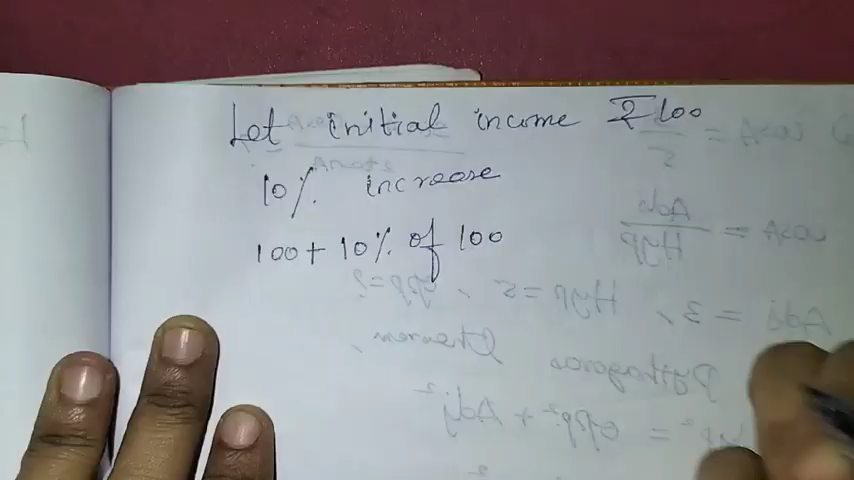 Let initial income ₹ 100
10% increase
100 + 10% of 100